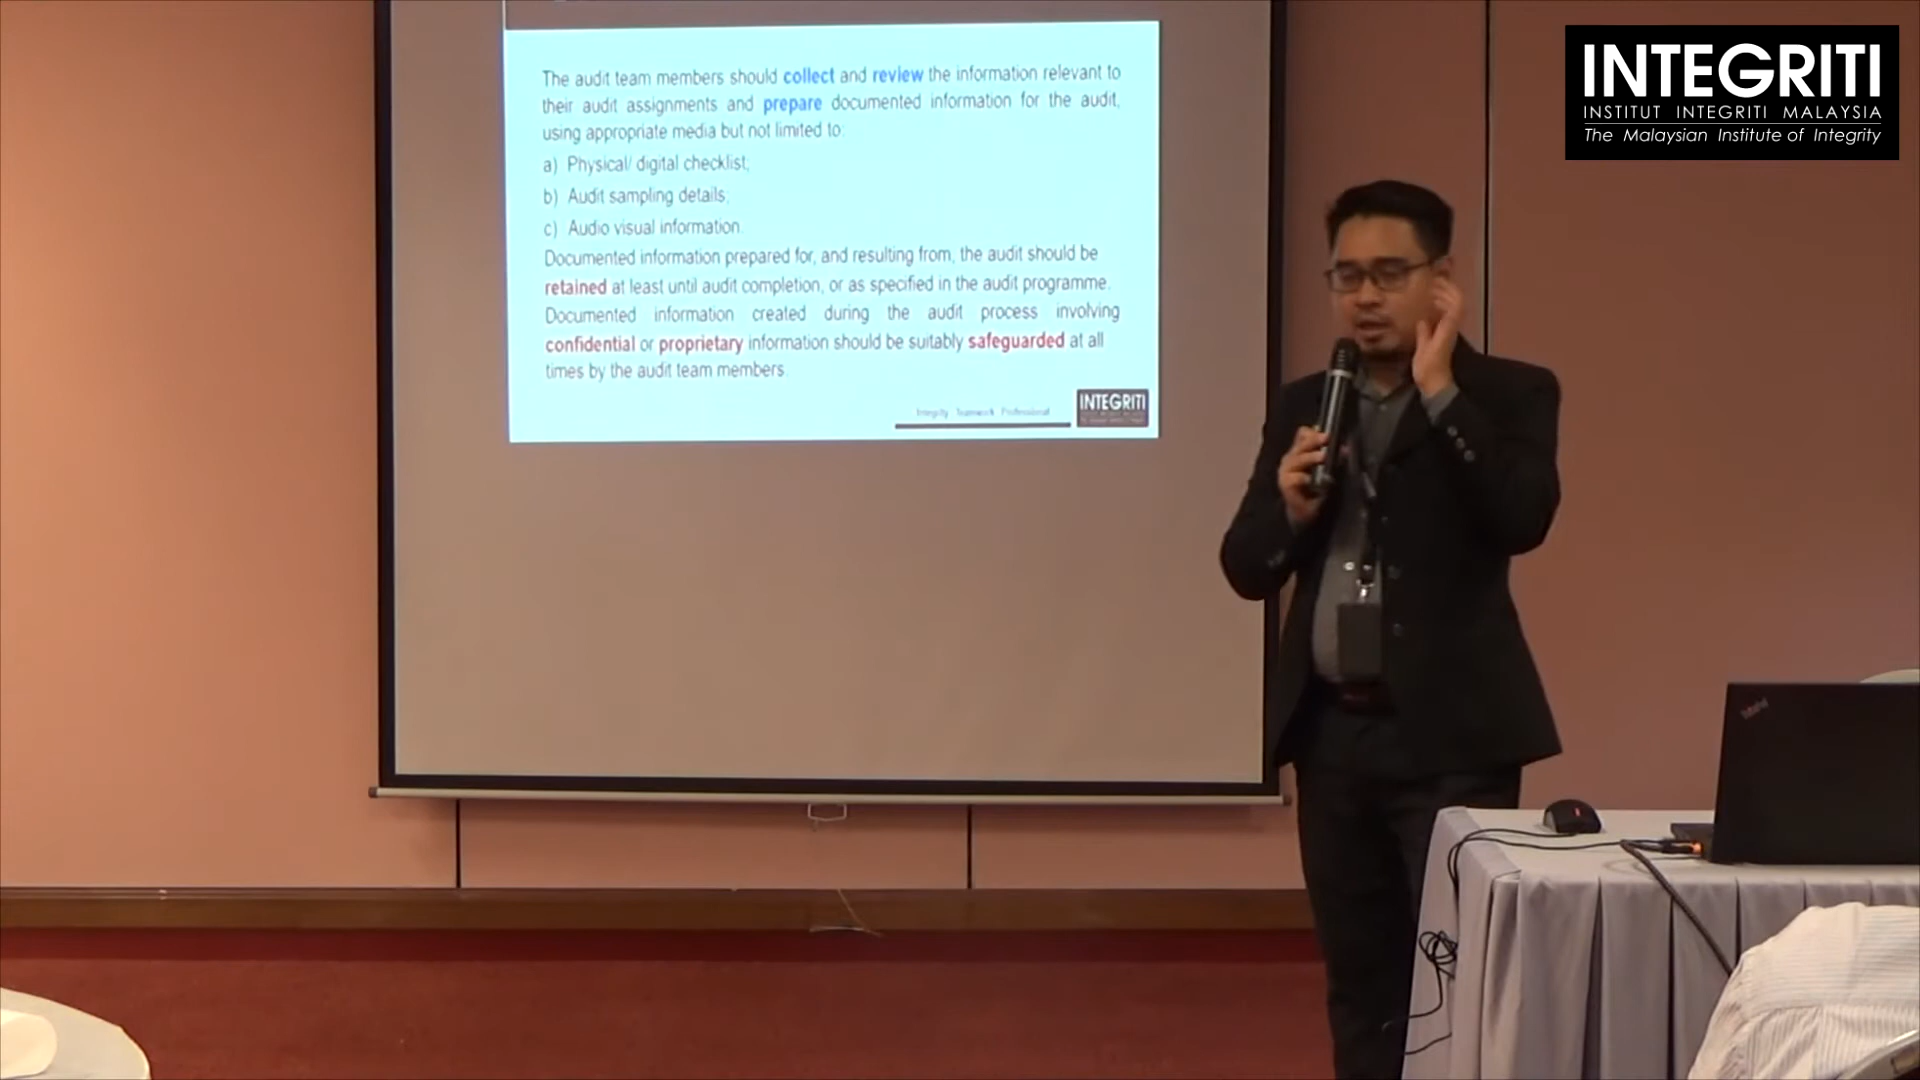 The audit team members should collect and review the information relevant to
their audit assignments and prepare documented information for the audit,
using appropriate media but not limited to:
a) Physical/ digital checklist;
b) Audit sampling details;
c) Audio visual information.
Documented information prepared for, and resulting from, the audit should be
retained at least until audit completion, or as specified in the audit programme.
Documented information created during the audit process involving
confidential or proprietary information should be suitably safeguarded at all
times by the audit team members.
Integrity Teamwork Professional
INTEGRITI
INTEGRITI
INSTITUT INTEGRITI MALAYSIA
The Malaysian Institute of Integrity
ThinkPad